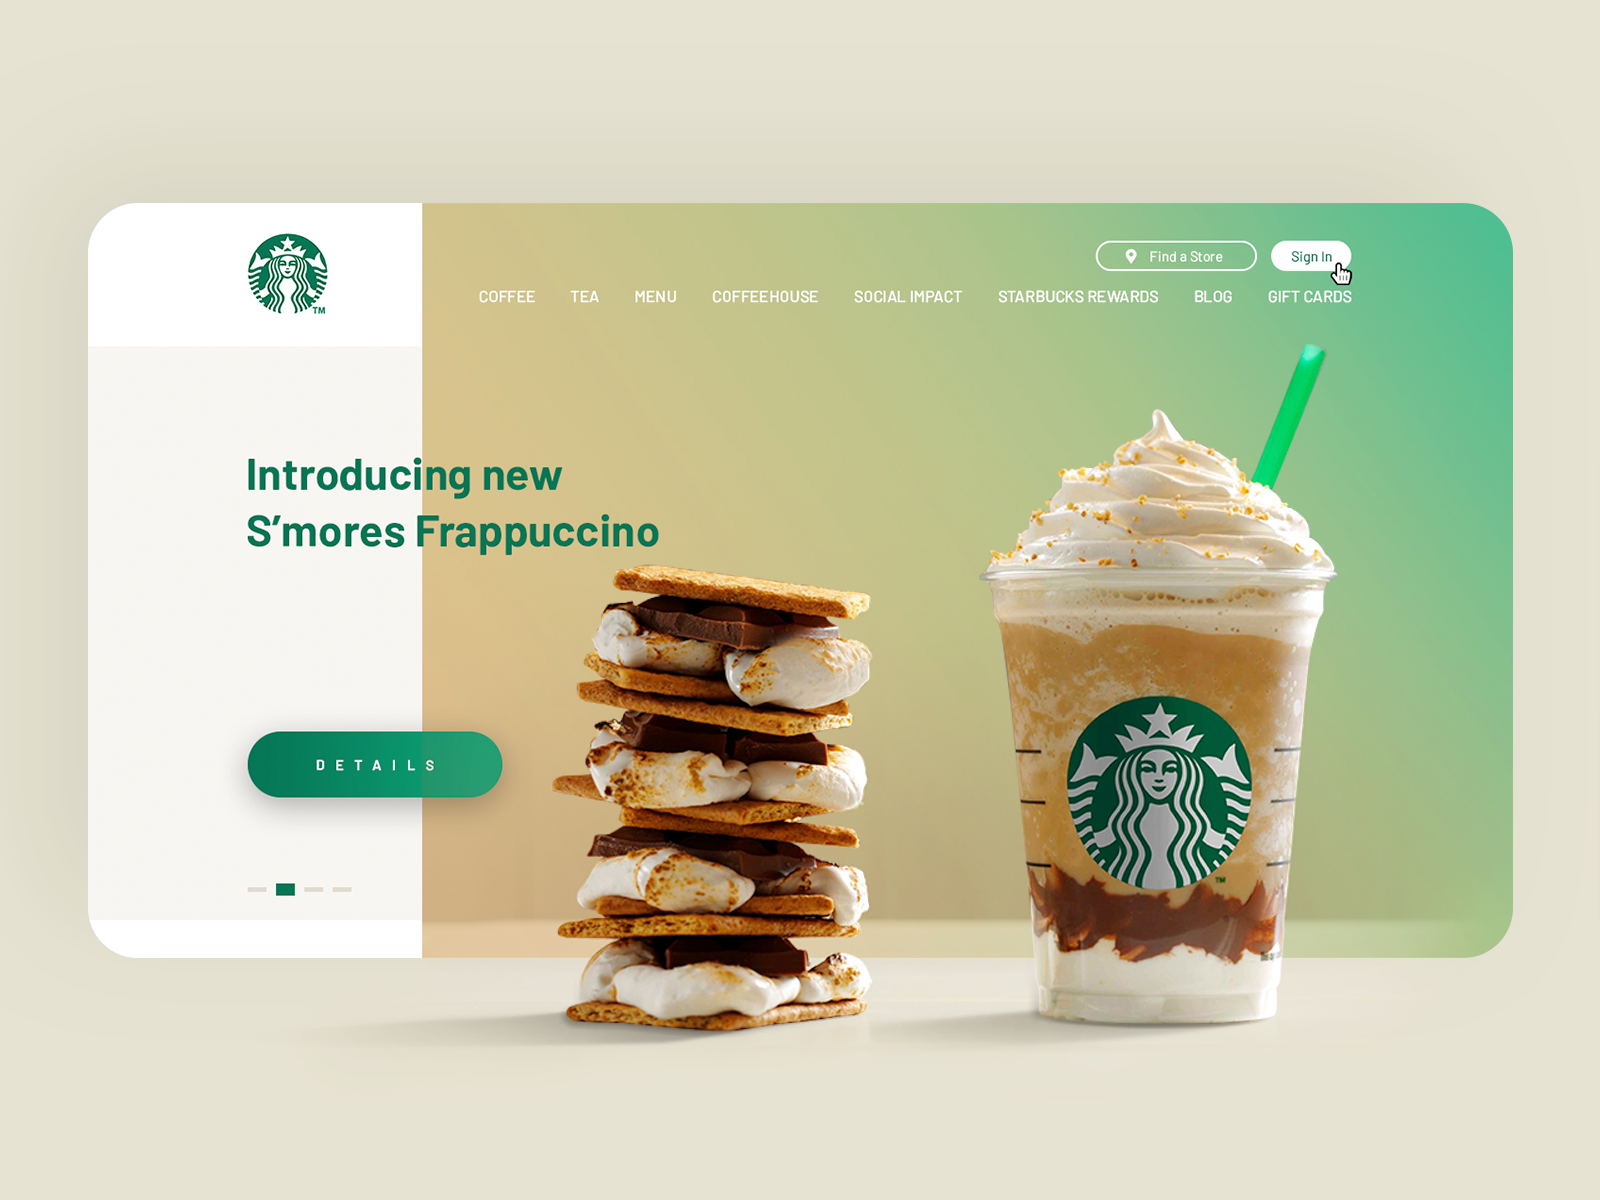 TM
Find a Store
Sign In
COFFEE TEA MENU COFFEEHOUSE SOCIAL IMPACT STARBUCKS REWARDS BLOG GIFT CARDS
Introducing new
S’mores Frappuccino
DETAILS
TM